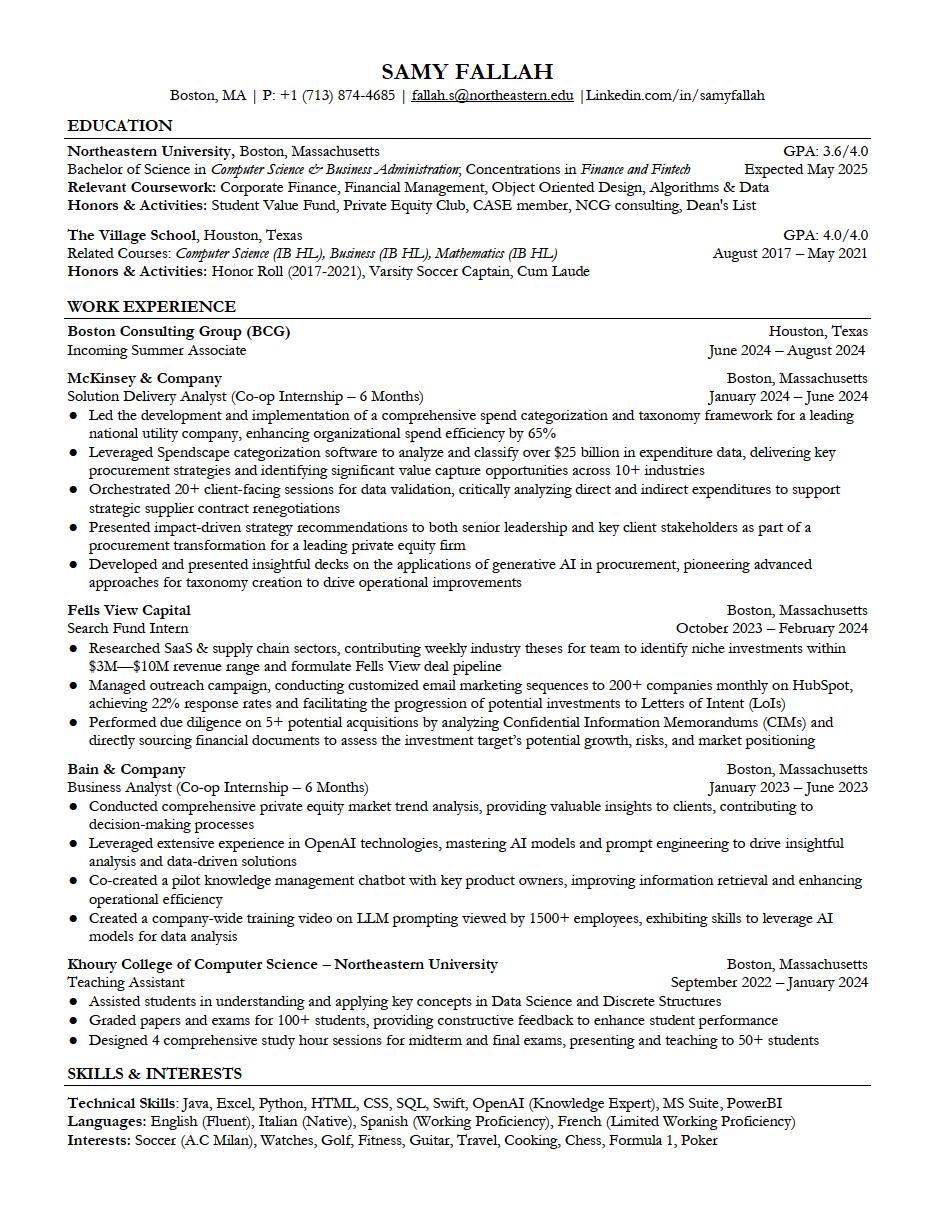 SAMY FALLAH
Boston, MA | P: +1 (713) 874-4685 | fallah.s@northeastern.edu |Linkedin.com/in/samyfallah
EDUCATION
Northeastern University, Boston, Massachusetts GPA: 3.6/4.0
Bachelor of Science in Computer Science & Business Administration; Concentrations in Finance and Fintech Expected May 2025
Relevant Coursework: Corporate Finance, Financial Management, Object Oriented Design, Algorithms & Data
Honors & Activities: Student Value Fund, Private Equity Club, CASE member, NCG consulting, Dean's List
The Village School, Houston, Texas GPA: 4.0/4.0
Related Courses: Computer Science (IB HL), Business (IB HL), Mathematics (IB HL) August 2017 – May 2021
Honors & Activities: Honor Roll (2017-2021), Varsity Soccer Captain, Cum Laude
WORK EXPERIENCE
Boston Consulting Group (BCG) Houston, Texas
Incoming Summer Associate June 2024 – August 2024
McKinsey & Company Boston, Massachusetts
Solution Delivery Analyst (Co-op Internship – 6 Months) January 2024 – June 2024
● Led the development and implementation of a comprehensive spend categorization and taxonomy framework for a leading
national utility company, enhancing organizational spend efficiency by 65%
● Leveraged Spendscape categorization software to analyze and classify over $25 billion in expenditure data, delivering key
procurement strategies and identifying significant value capture opportunities across 10+ industries
● Orchestrated 20+ client-facing sessions for data validation, critically analyzing direct and indirect expenditures to support
strategic supplier contract renegotiations
● Presented impact-driven strategy recommendations to both senior leadership and key client stakeholders as part of a
procurement transformation for a leading private equity firm
● Developed and presented insightful decks on the applications of generative AI in procurement, pioneering advanced
approaches for taxonomy creation to drive operational improvements
Fells View Capital Boston, Massachusetts
Search Fund Intern October 2023 – February 2024
● Researched SaaS & supply chain sectors, contributing weekly industry theses for team to identify niche investments within
$3M—$10M revenue range and formulate Fells View deal pipeline
● Managed outreach campaign, conducting customized email marketing sequences to 200+ companies monthly on HubSpot,
achieving 22% response rates and facilitating the progression of potential investments to Letters of Intent (LoIs)
● Performed due diligence on 5+ potential acquisitions by analyzing Confidential Information Memorandums (CIMs) and
directly sourcing financial documents to assess the investment target’s potential growth, risks, and market positioning
Bain & Company Boston, Massachusetts
Business Analyst (Co-op Internship – 6 Months) January 2023 – June 2023
● Conducted comprehensive private equity market trend analysis, providing valuable insights to clients, contributing to
decision-making processes
● Leveraged extensive experience in OpenAI technologies, mastering AI models and prompt engineering to drive insightful
analysis and data-driven solutions
● Co-created a pilot knowledge management chatbot with key product owners, improving information retrieval and enhancing
operational efficiency
● Created a company-wide training video on LLM prompting viewed by 1500+ employees, exhibiting skills to leverage AI
models for data analysis
Khoury College of Computer Science – Northeastern University Boston, Massachusetts
Teaching Assistant September 2022 – January 2024
● Assisted students in understanding and applying key concepts in Data Science and Discrete Structures
● Graded papers and exams for 100+ students, providing constructive feedback to enhance student performance
● Designed 4 comprehensive study hour sessions for midterm and final exams, presenting and teaching to 50+ students
SKILLS & INTERESTS
Technical Skills: Java, Excel, Python, HTML, CSS, SQL, Swift, OpenAI (Knowledge Expert), MS Suite, PowerBI
Languages: English (Fluent), Italian (Native), Spanish (Working Proficiency), French (Limited Working Proficiency)
Interests: Soccer (A.C Milan), Watches, Golf, Fitness, Guitar, Travel, Cooking, Chess, Formula 1, Poker